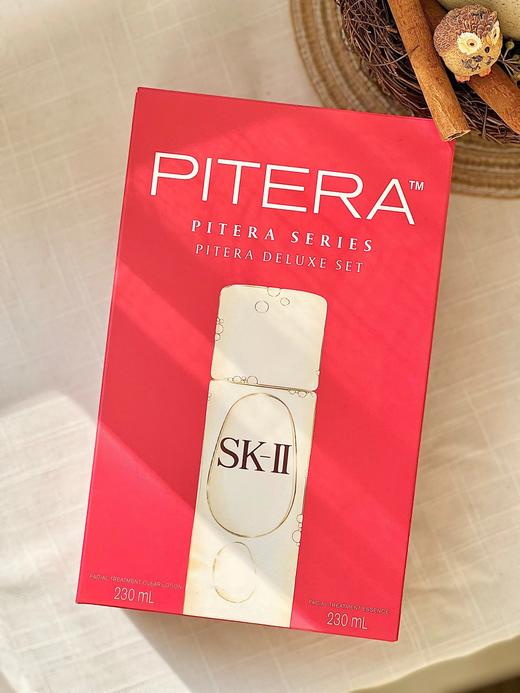 PITERA™
PITERA SERIES
PITERA DELUXE SET
SK-II
FACIAL TREATMENT CLEAR LOTION
230 mL
FACIAL TREATMENT ESSENCE
230 mL